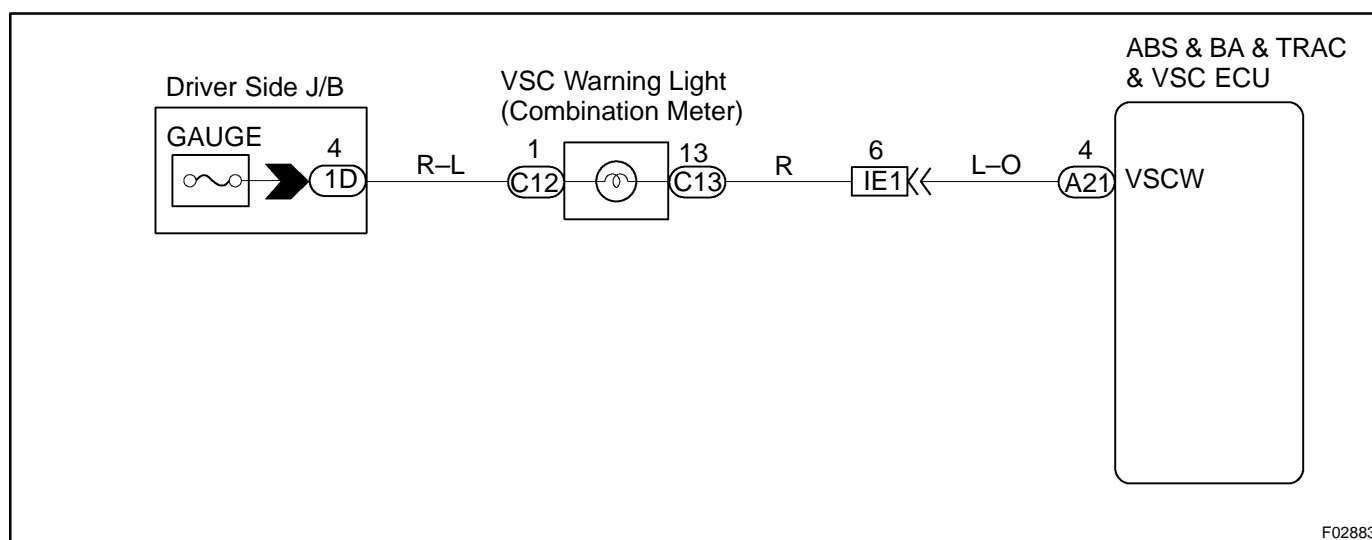 ABS & BA & TRAC
& VSC ECU
Driver Side J/B
VSC Warning Light
(Combination Meter)
GAUGE
4
1D
R–L
1
C12
13
C13
R
6
IE1
L–O
4
A21
VSCW
F02883